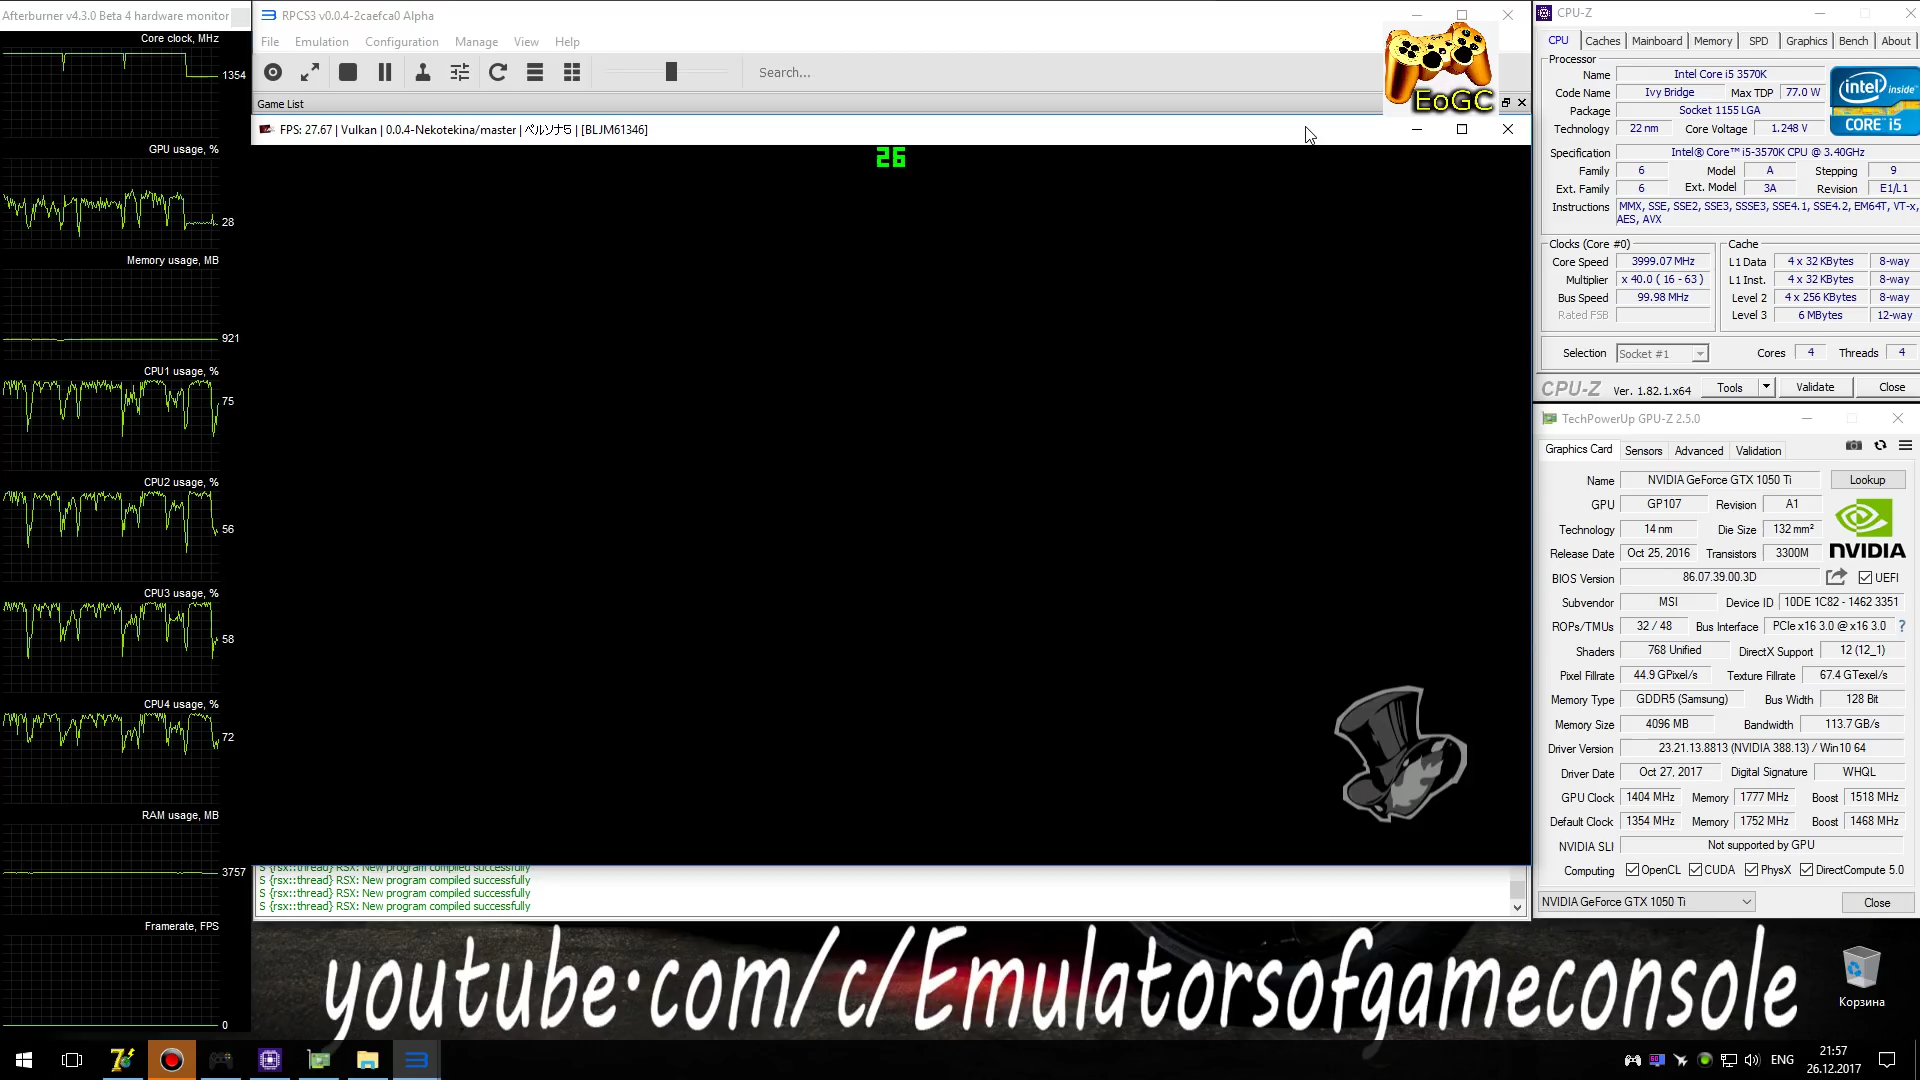 Afterburner v4.3.0 Beta 4 hardware monitor
Core clock, MHz
1354
GPU usage, %
28
Memory usage, MB
921
CPU1 usage, %
75
CPU2 usage, %
56
CPU3 usage, %
58
CPU4 usage, %
72
RAM usage, MB
3757
Framerate, FPS
0
RPCS3 v0.0.4-2caefca0 Alpha
File Emulation Configuration Manage View Help
Search...
EoGC
Game List
FPS: 27.67 | Vulkan | 0.0.4-Nekotekina/master | ペルソナ5 | [BLJM61346]
26
S {rsx::thread} RSX: New program compiled successfully
S {rsx::thread} RSX: New program compiled successfully
S {rsx::thread} RSX: New program compiled successfully
S {rsx::thread} RSX: New program compiled successfully
CPU-Z
CPU Caches Mainboard Memory SPD Graphics Bench About
Processor
Name Intel Core i5 3570K
Code Name Ivy Bridge Max TDP 77.0 W
Package Socket 1155 LGA
Technology 22 nm Core Voltage 1.248 V
intel inside™
CORE i5
Specification Intel® Core™ i5-3570K CPU @ 3.40GHz
Family 6 Model A Stepping 9
Ext. Family 6 Ext. Model 3A Revision E1/L1
Instructions MMX, SSE, SSE2, SSE3, SSSE3, SSE4.1, SSE4.2, EM64T, VT-x,
AES, AVX
Clocks (Core #0) Cache
Core Speed 3999.07 MHz L1 Data 4 x 32 KBytes 8-way
Multiplier x 40.0 ( 16 - 63 ) L1 Inst. 4 x 32 KBytes 8-way
Bus Speed 99.98 MHz Level 2 4 x 256 KBytes 8-way
Rated FSB Level 3 6 MBytes 12-way
Selection Socket #1 Cores 4 Threads 4
CPU-Z Ver. 1.82.1.x64 Tools Validate Close
TechPowerUp GPU-Z 2.5.0
Graphics Card Sensors Advanced Validation
Name NVIDIA GeForce GTX 1050 Ti Lookup
GPU GP107 Revision A1
Technology 14 nm Die Size 132 mm²
Release Date Oct 25, 2016 Transistors 3300M
NVIDIA
BIOS Version 86.07.39.00.3D UEFI
Subvendor MSI Device ID 10DE 1C82 - 1462 3351
ROPs/TMUs 32 / 48 Bus Interface PCIe x16 3.0 @ x16 3.0 ?
Shaders 768 Unified DirectX Support 12 (12_1)
Pixel Fillrate 44.9 GPixel/s Texture Fillrate 67.4 GTexel/s
Memory Type GDDR5 (Samsung) Bus Width 128 Bit
Memory Size 4096 MB Bandwidth 113.7 GB/s
Driver Version 23.21.13.8813 (NVIDIA 388.13) / Win10 64
Driver Date Oct 27, 2017 Digital Signature WHQL
GPU Clock 1404 MHz Memory 1777 MHz Boost 1518 MHz
Default Clock 1354 MHz Memory 1752 MHz Boost 1468 MHz
NVIDIA SLI Not supported by GPU
Computing OpenCL CUDA PhysX DirectCompute 5.0
NVIDIA GeForce GTX 1050 Ti Close
youtube.com/c/Emulatorsofgameconsole
Корзина
ENG
21:57
26.12.2017